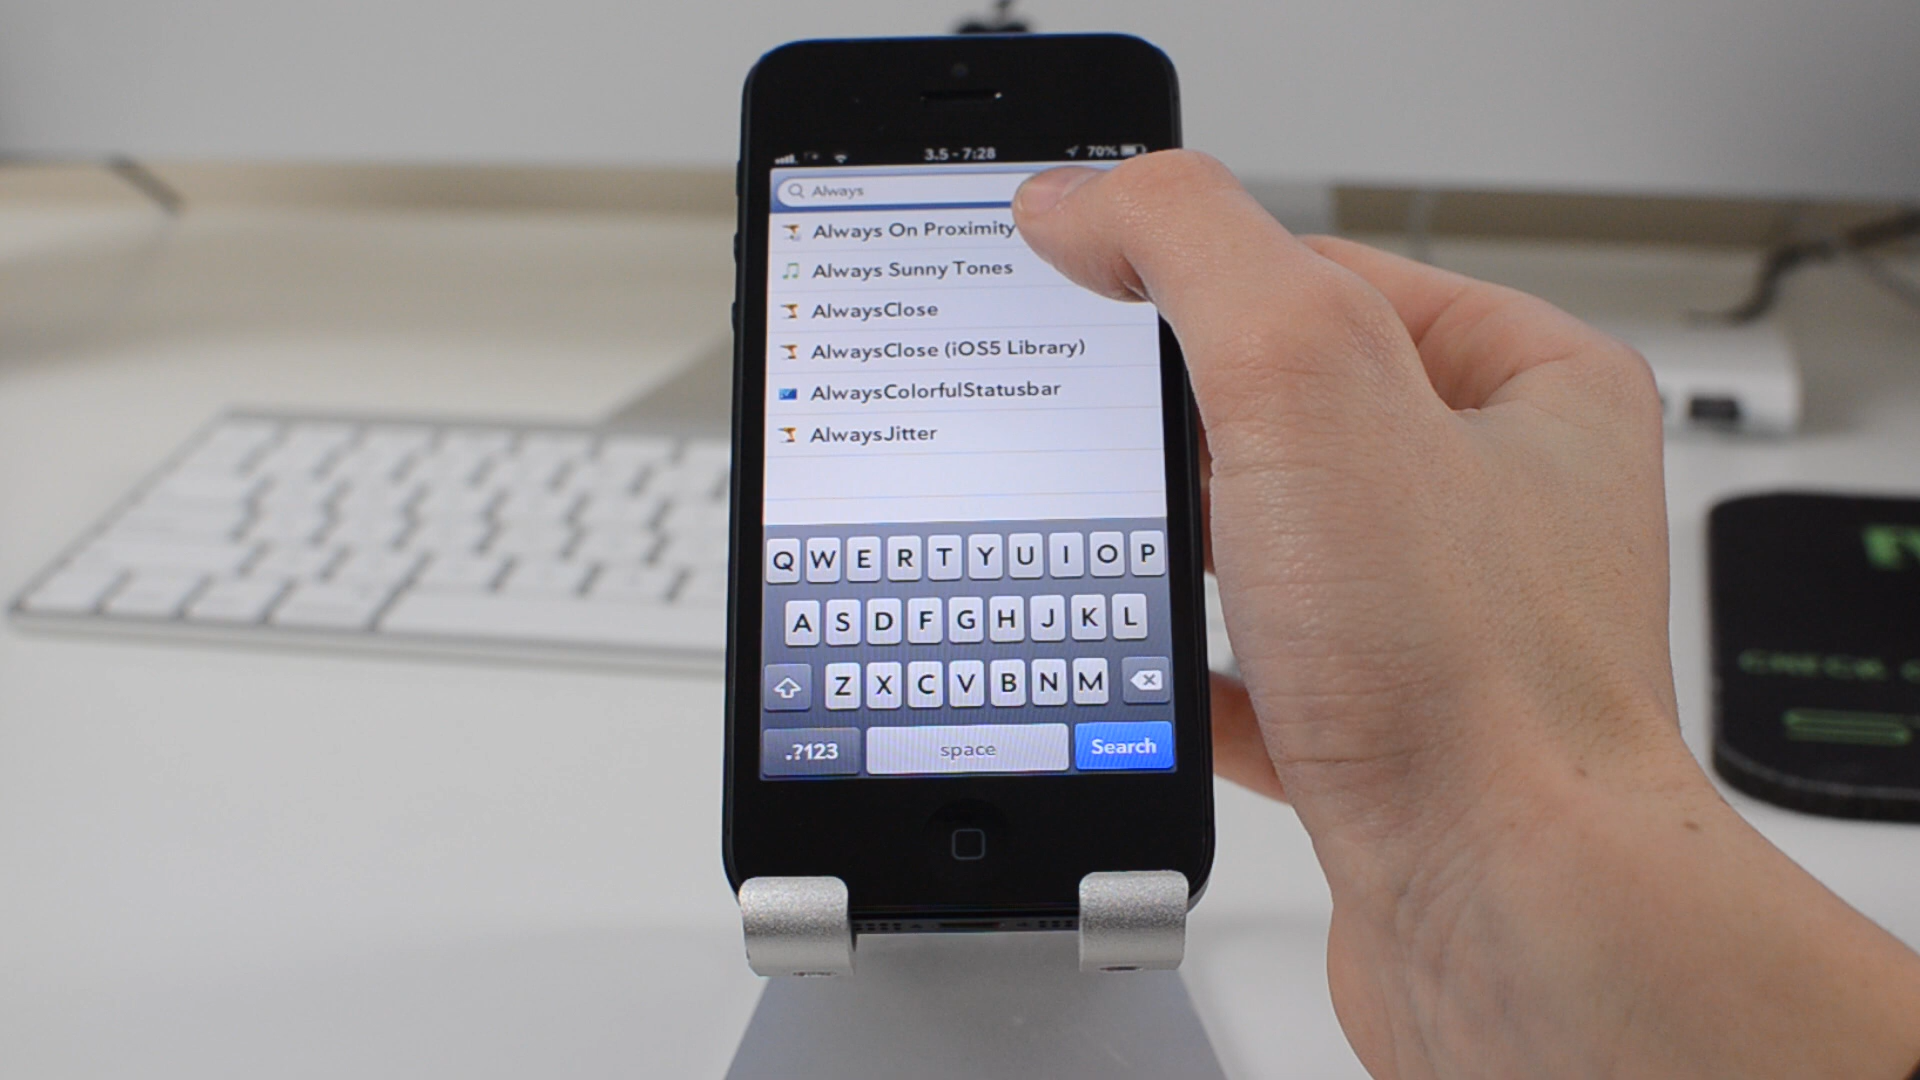 3.5 - 7:28
70%
Always
Always On Proximity
Always Sunny Tones
AlwaysClose
AlwaysClose (iOS5 Library)
AlwaysColorfulStatusbar
AlwaysJitter
Q W E R T Y U I O P
A S D F G H J K L
Z X C V B N M
.?123 space Search
CHECK